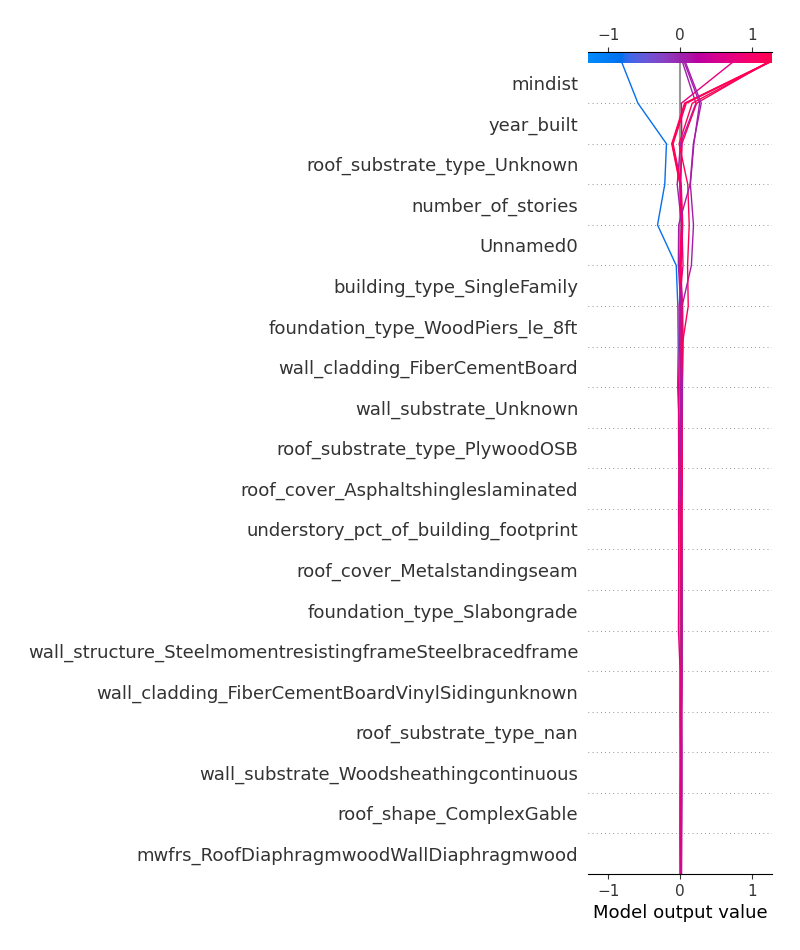 −1 0 1
mindist
year_built
roof_substrate_type_Unknown
number_of_stories
Unnamed0
building_type_SingleFamily
foundation_type_WoodPiers_le_8ft
wall_cladding_FiberCementBoard
wall_substrate_Unknown
roof_substrate_type_PlywoodOSB
roof_cover_Asphaltshingleslaminated
understory_pct_of_building_footprint
roof_cover_Metalstandingseam
foundation_type_Slabongrade
wall_structure_SteelmomentresistingframeSteelbracedframe
wall_cladding_FiberCementBoardVinylSidingunknown
roof_substrate_type_nan
wall_substrate_Woodsheathingcontinuous
roof_shape_ComplexGable
mwfrs_RoofDiaphragmwoodWallDiaphragmwood
−1 0 1
Model output value